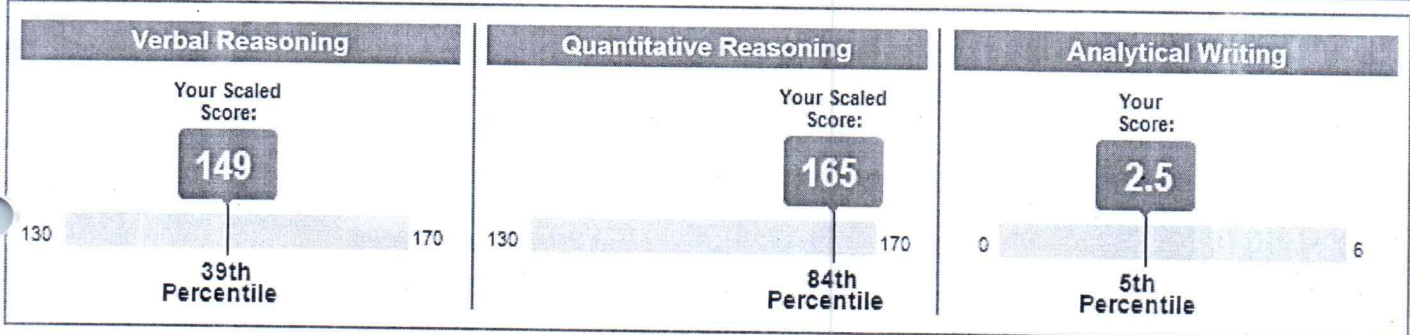 Verbal Reasoning
Your Scaled
Score:
149
130
170
39th
Percentile
Quantitative Reasoning
Your Scaled
Score:
165
130
170
84th
Percentile
Analytical Writing
Your
Score:
2.5
0
6
5th
Percentile